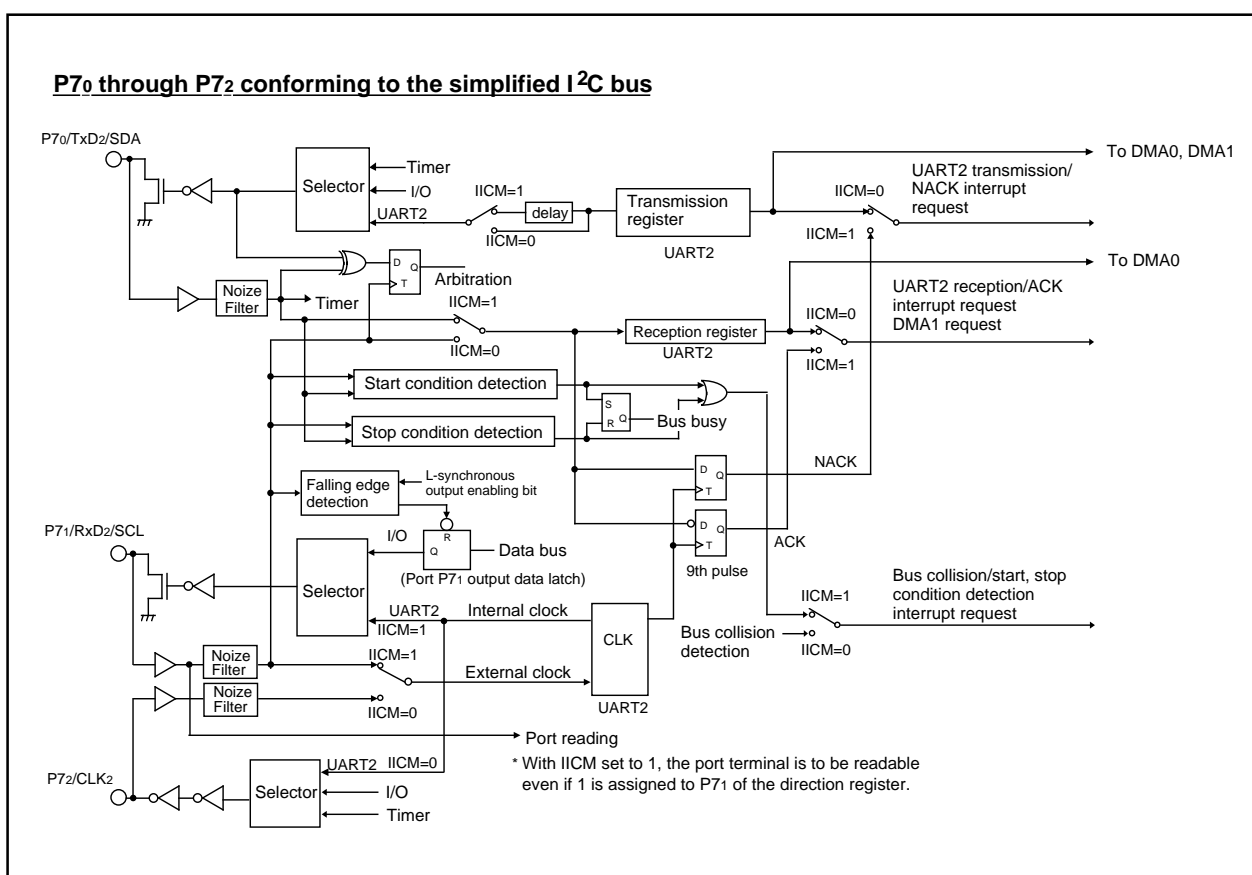 P70 through P72 conforming to the simplified I2C bus
P70/TxD2/SDA
Timer
I/O
UART2
Selector
IICM=1
delay
IICM=0
Transmission
register
UART2
To DMA0, DMA1
UART2 transmission/
NACK interrupt
request
IICM=0
IICM=1
To DMA0
D
Q
T
Arbitration
Noize
Filter
Timer
IICM=1
IICM=0
Reception register
UART2
UART2 reception/ACK
interrupt request
DMA1 request
IICM=0
IICM=1
Start condition detection
Stop condition detection
S
R
Q
Bus busy
Falling edge
detection
L-synchronous
output enabling bit
D
Q
T
NACK
D
Q
T
ACK
9th pulse
P71/RxD2/SCL
I/O
R
Q
Data bus
(Port P71 output data latch)
Selector
UART2
IICM=1
Internal clock
CLK
UART2
Bus collision/start, stop
condition detection
interrupt request
IICM=1
IICM=0
Bus collision
detection
Noize
Filter
IICM=1
External clock
Noize
Filter
IICM=0
Port reading
* With IICM set to 1, the port terminal is to be readable
even if 1 is assigned to P71 of the direction register.
P72/CLK2
Selector
UART2 IICM=0
I/O
Timer